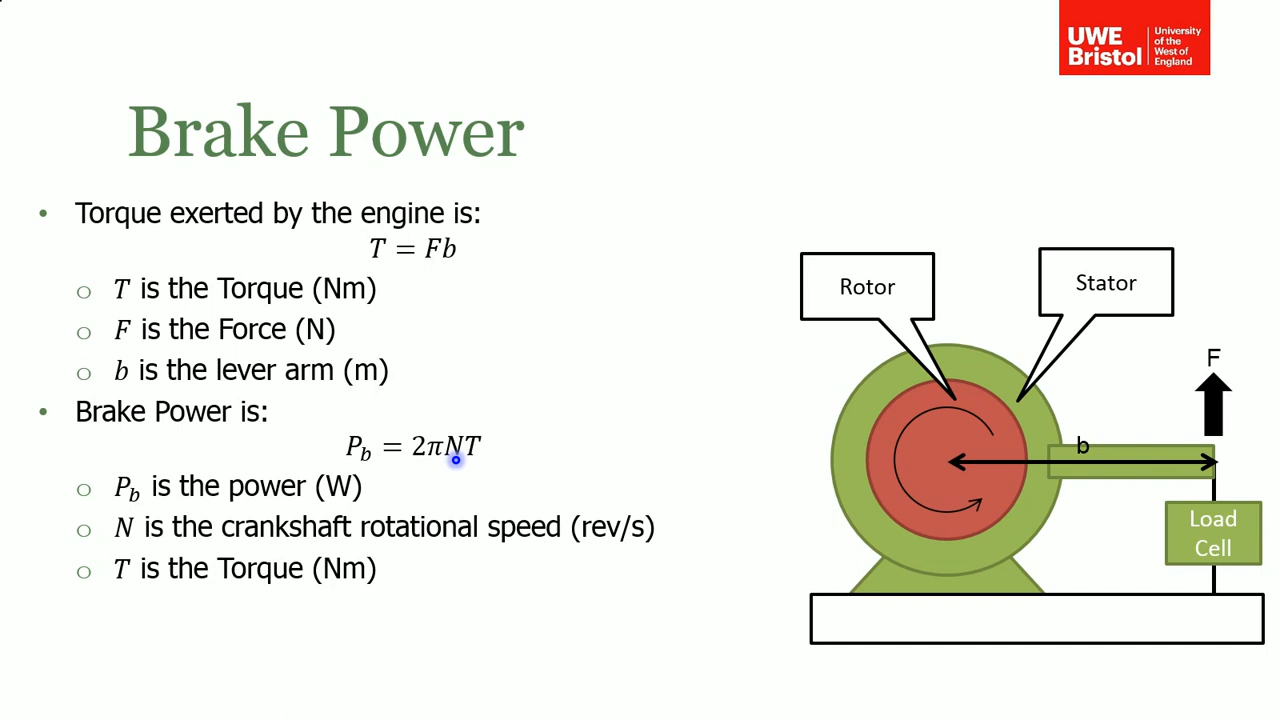 UWE
Bristol
University
of the
West of
England
Brake Power
• Torque exerted by the engine is:
T = Fb
○ T is the Torque (Nm)
○ F is the Force (N)
○ b is the lever arm (m)
• Brake Power is:
P_b = 2πNT
○ P_b is the power (W)
○ N is the crankshaft rotational speed (rev/s)
○ T is the Torque (Nm)
Rotor
Stator
F
b
Load
Cell